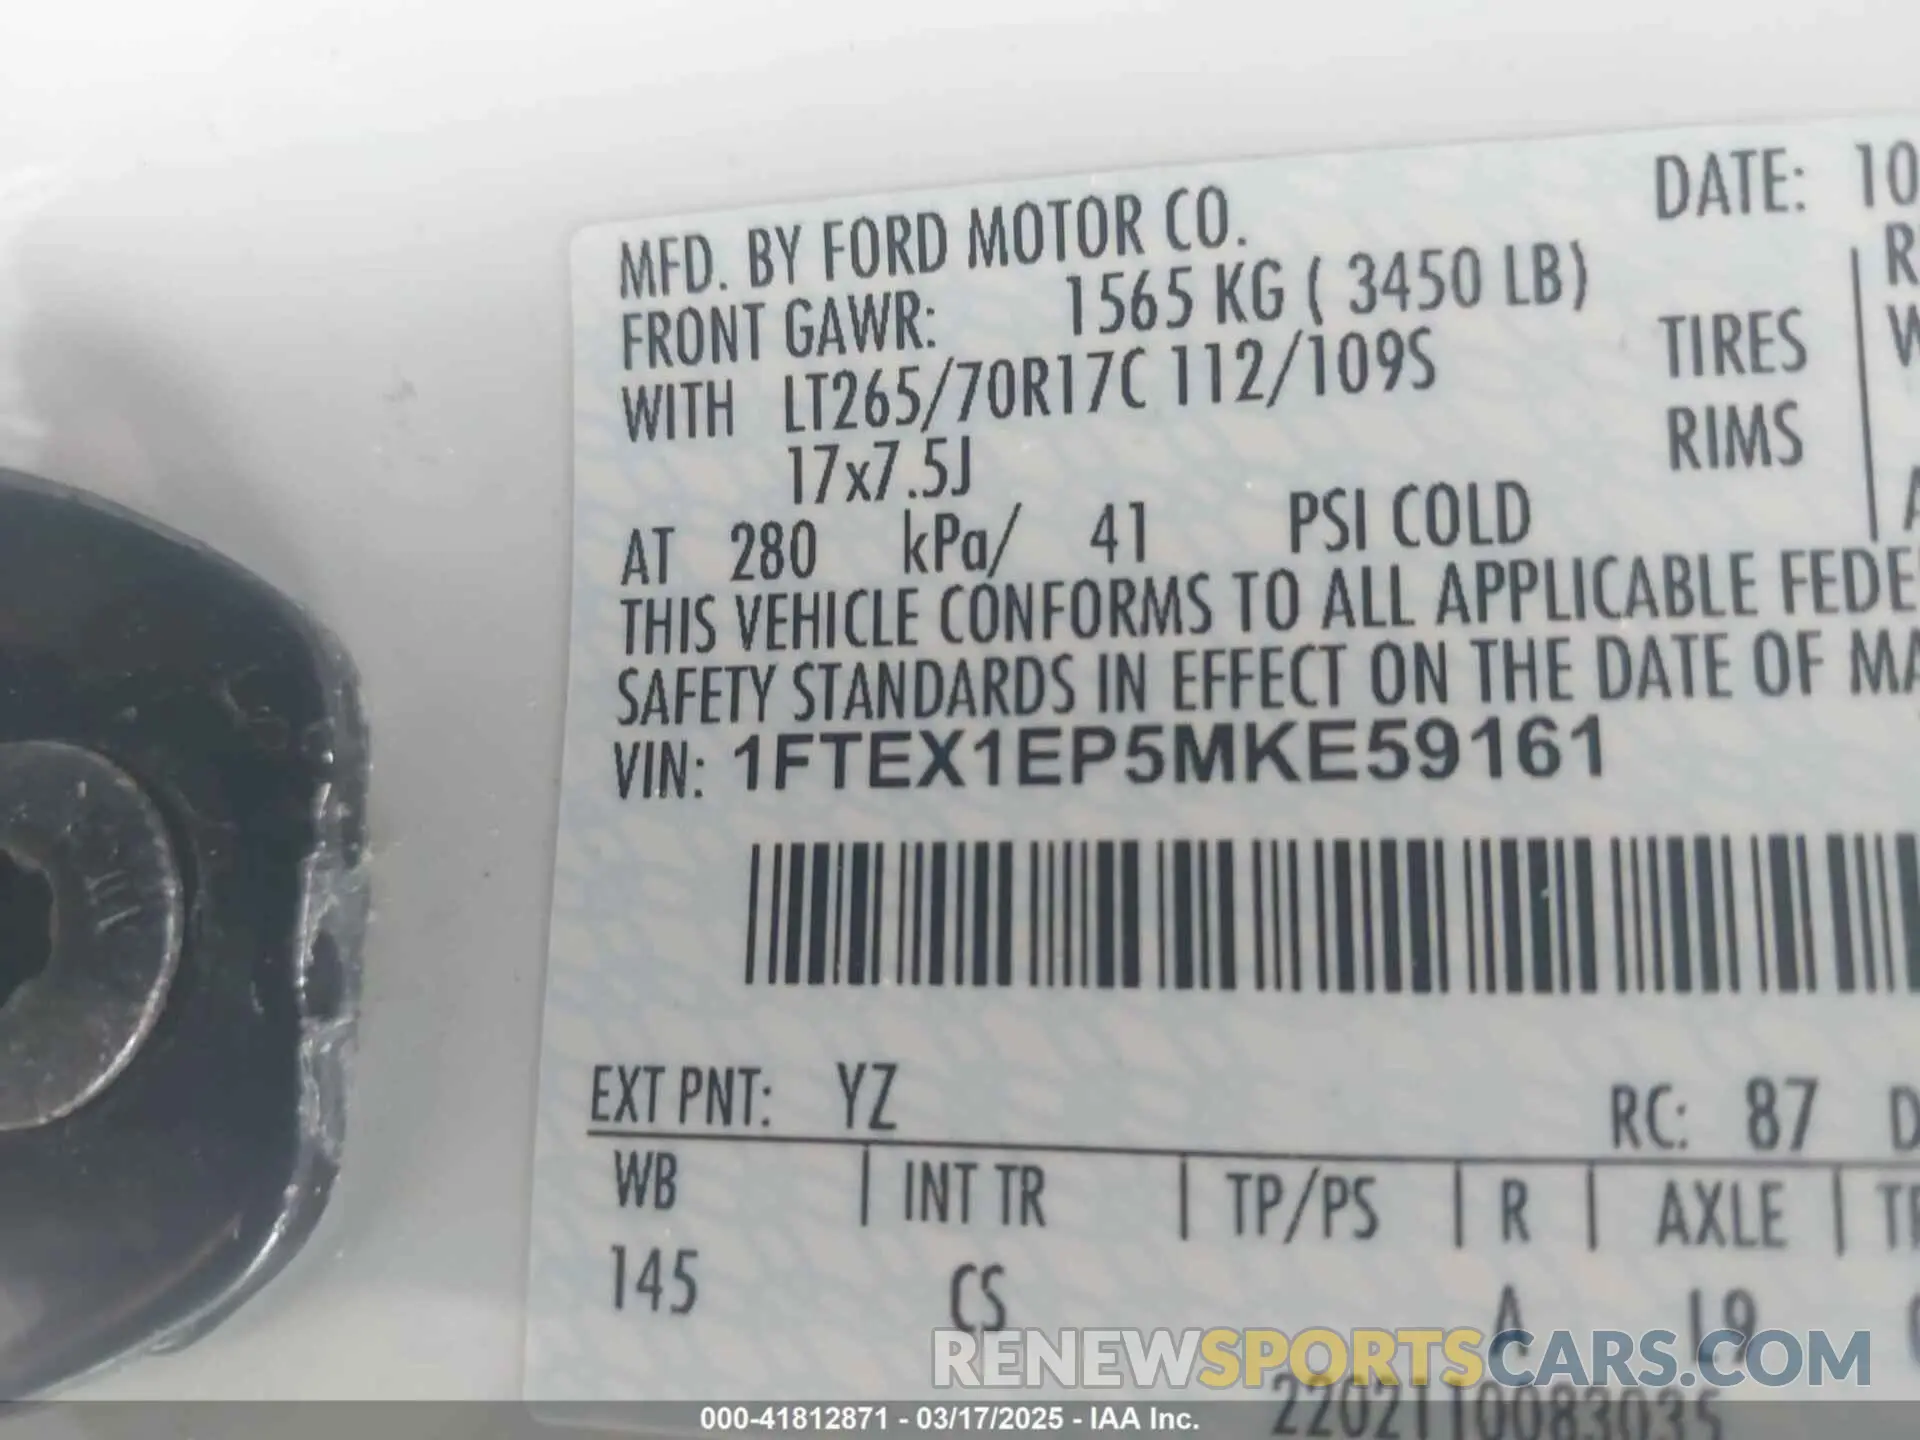 MFD. BY FORD MOTOR CO. DATE: 10
FRONT GAWR: 1565 KG ( 3450 LB)
WITH LT265/70R17C 112/109S TIRES
17x7.5J RIMS
AT 280 kPa/ 41 PSI COLD
THIS VEHICLE CONFORMS TO ALL APPLICABLE FEDE
SAFETY STANDARDS IN EFFECT ON THE DATE OF MA
VIN: 1FTEX1EP5MKE59161
EXT PNT: YZ RC: 87 D
WB | INT TR | TP/PS | R | AXLE |
145 CS A L9
RENEWSPORTSCARS.COM
000-41812871 - 03/17/2025 - IAA Inc.